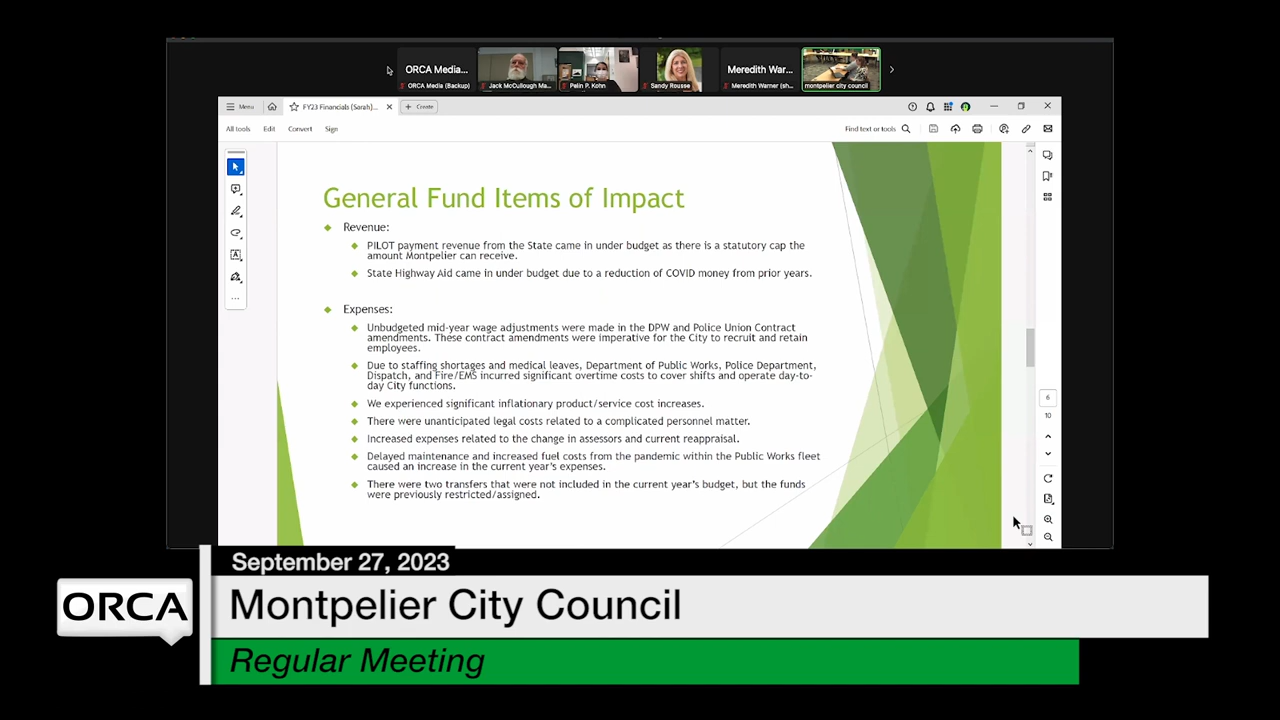 ORCA Media...
Meredith War...
ORCA Media (Backup)
Jack McCullough Ma...
Pelin P. Kohn
Sandy Rousse
Meredith Warner (sh...
montpelier city council
Menu
FY23 Financials (Sarah)...
Create
All tools
Edit
Convert
Sign
Find text or tools
General Fund Items of Impact
Revenue:
PILOT payment revenue from the State came in under budget as there is a statutory cap the
amount Montpelier can receive.
State Highway Aid came in under budget due to a reduction of COVID money from prior years.
Expenses:
Unbudgeted mid-year wage adjustments were made in the DPW and Police Union Contract
amendments. These contract amendments were imperative for the City to recruit and retain
employees.
Due to staffing shortages and medical leaves, Department of Public Works, Police Department,
Dispatch, and Fire/EMS incurred significant overtime costs to cover shifts and operate day-to-
day City functions.
We experienced significant inflationary product/service cost increases.
There were unanticipated legal costs related to a complicated personnel matter.
Increased expenses related to the change in assessors and current reappraisal.
Delayed maintenance and increased fuel costs from the pandemic within the Public Works fleet
caused an increase in the current year's expenses.
There were two transfers that were not included in the current year's budget, but the funds
were previously restricted/assigned.
6
10
September 27, 2023
ORCA
Montpelier City Council
Regular Meeting